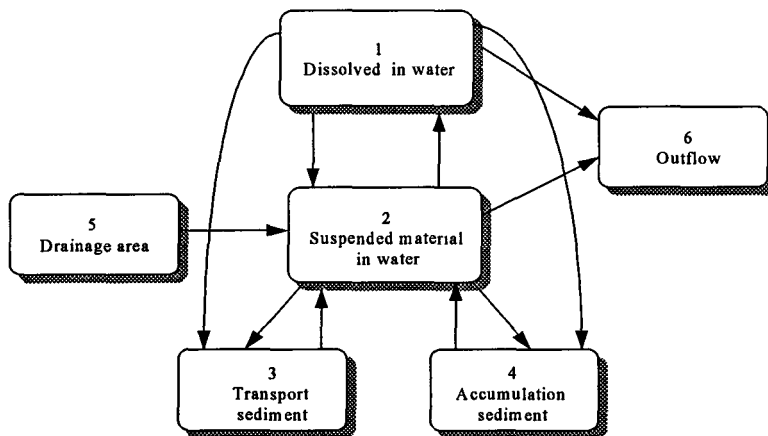 1
Dissolved in water
6
Outflow
5
Drainage area
2
Suspended material
in water
3
Transport
sediment
4
Accumulation
sediment